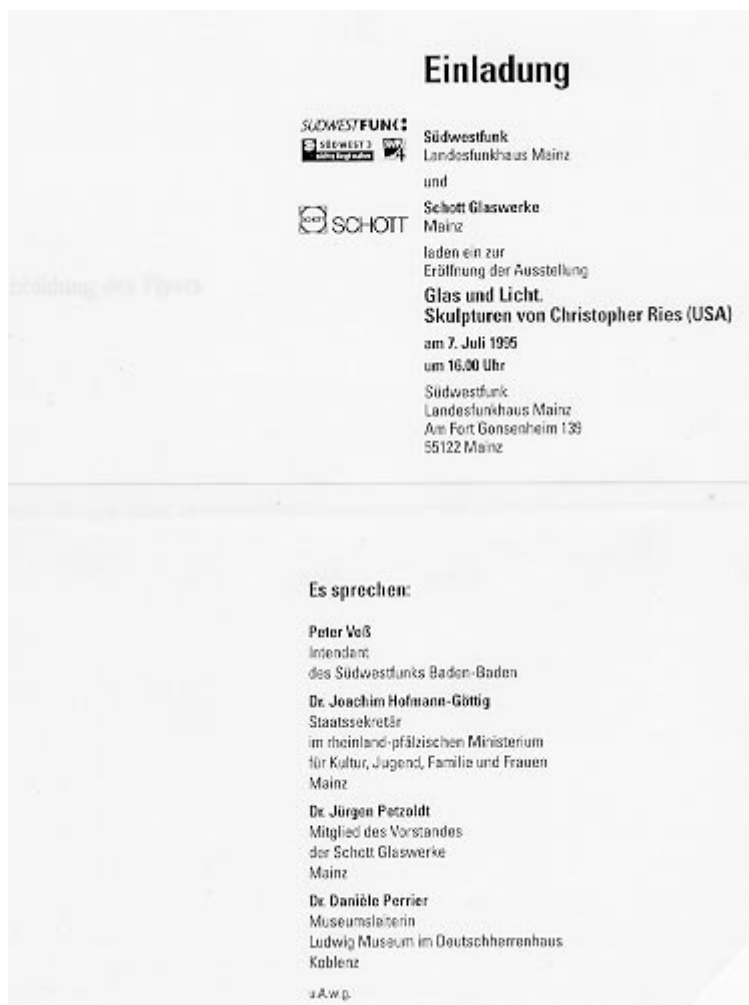 Einladung
SÜDWESTFUNK
SÜDWEST 3
SCHOTT
Südwestfunk
Landesfunkhaus Mainz
und
Schott Glaswerke
Mainz
laden ein zur
Eröffnung der Ausstellung
Glas und Licht.
Skulpturen von Christopher Ries (USA)
am 7. Juli 1995
um 16.00 Uhr
Südwestfunk
Landesfunkhaus Mainz
Am Fort Gonsenheim 139
55122 Mainz
Es sprechen:
Peter Voß
Intendant
des Südwestfunks Baden-Baden
Dr. Joachim Hofmann-Göttig
Staatssekretär
im rheinland-pfälzischen Ministerium
für Kultur, Jugend, Familie und Frauen
Mainz
Dr. Jürgen Petzoldt
Mitglied des Vorstandes
der Schott Glaswerke
Mainz
Dr. Danièle Perrier
Museumsleiterin
Ludwig Museum im Deutschherrenhaus
Koblenz
u.A.w.g.